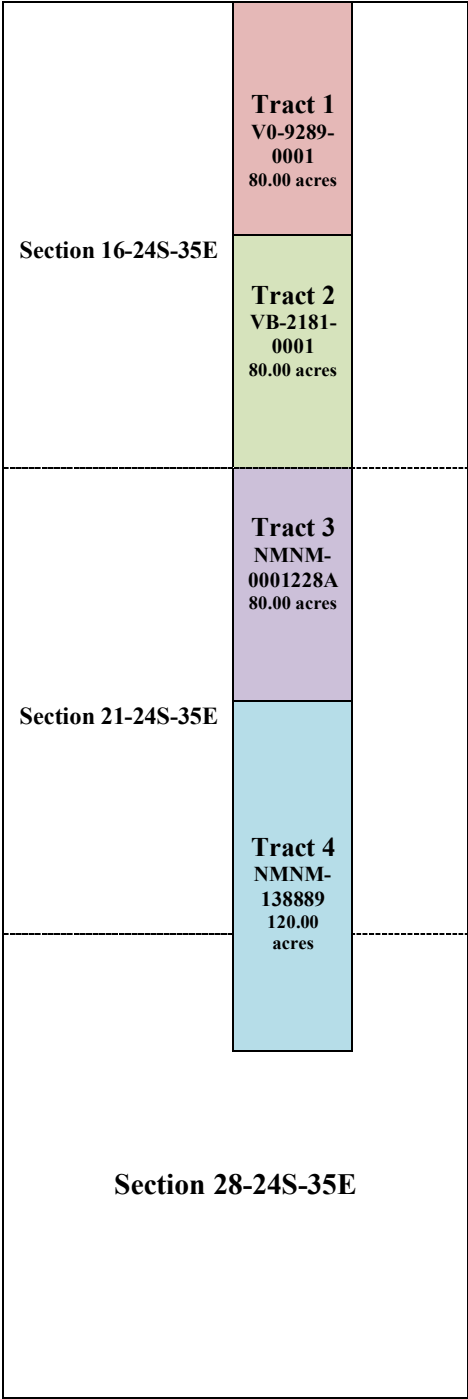 Tract 1
V0-9289-
0001
80.00 acres
Section 16-24S-35E
Tract 2
VB-2181-
0001
80.00 acres
Tract 3
NMNM-
0001228A
80.00 acres
Section 21-24S-35E
Tract 4
NMNM-
138889
120.00
acres
Section 28-24S-35E